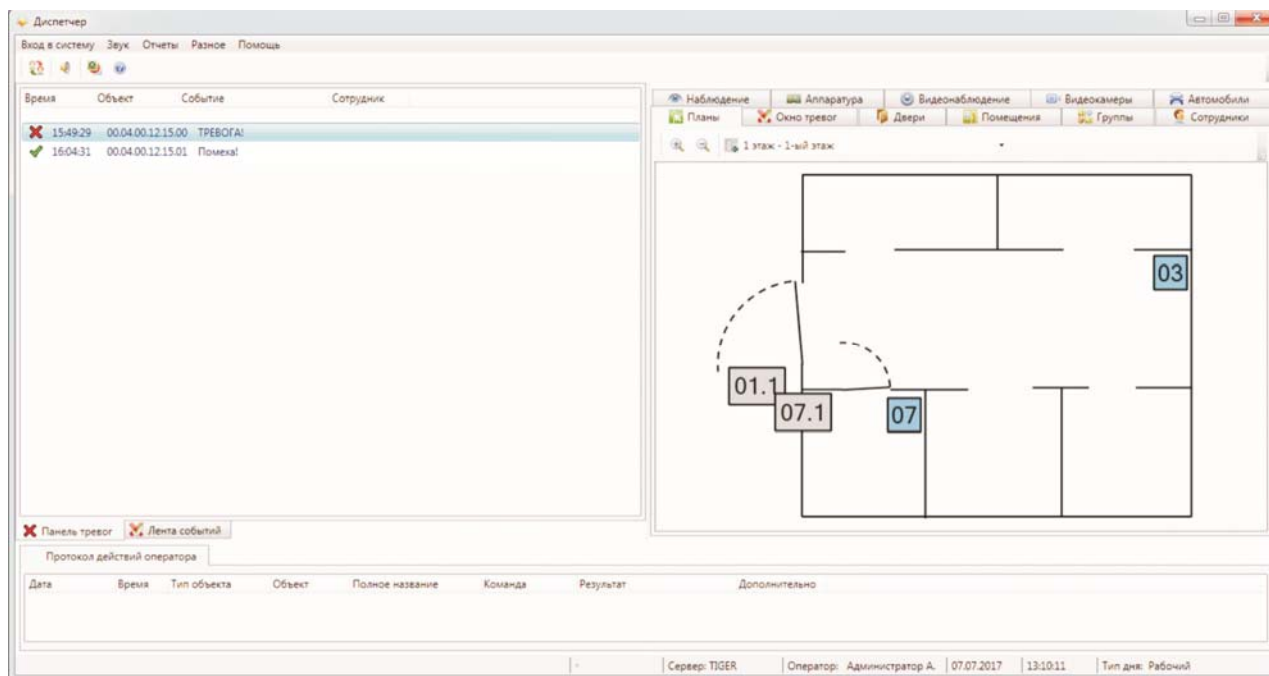 Диспетчер
Вход в систему Звук Отчеты Разное Помощь
Время Объект Событие Сотрудник
15:49:29 00.04.00.12.15.00 ТРЕВОГА!
16:04:31 00.04.00.12.15.01 Помеха!
Панель тревог Лента событий
Наблюдение Аппаратура Видеонаблюдение Видеокамеры Автомобили
Планы Окно тревог Двери Помещения Группы Сотрудники
1 этаж - 1-ый этаж
03
01.1
07.1
07
Протокол действий оператора
Дата Время Тип объекта Объект Полное название Команда Результат Дополнительно
Сервер: TIGER Оператор: Администратор А. 07.07.2017 13:10:11 Тип дня: Рабочий